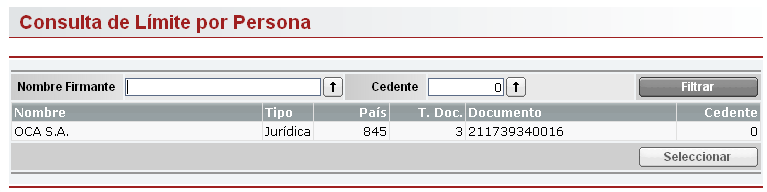 Consulta de Límite por Persona
Nombre Firmante Cedente 0 Filtrar
Nombre Tipo País T. Doc. Documento Cedente
OCA S.A. Jurídica 845 3 211739340016 0
Seleccionar